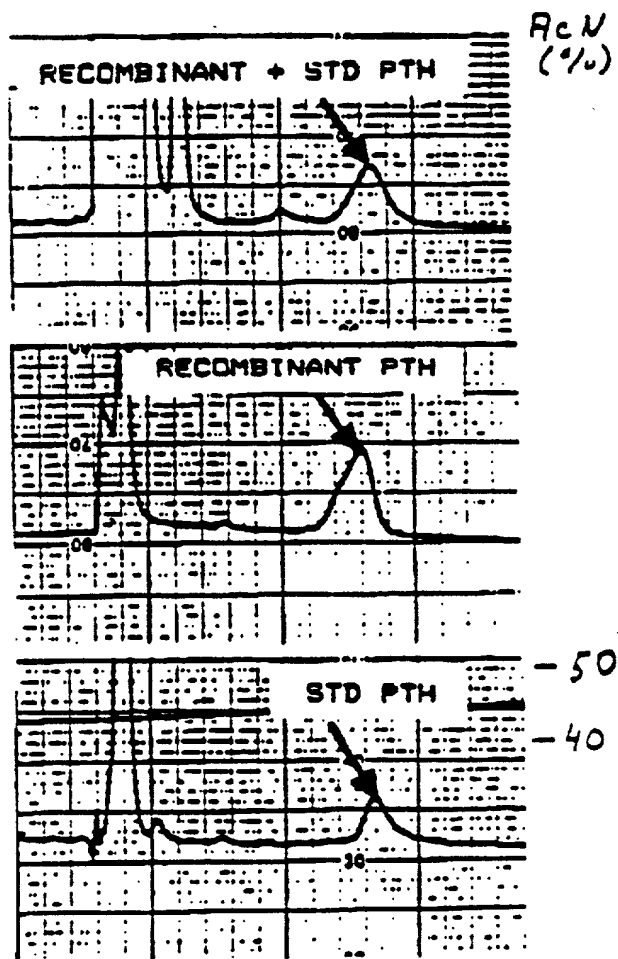 AcN
(%)
RECOMBINANT + STD PTH
RECOMBINANT PTH
STD PTH
- 50
- 40